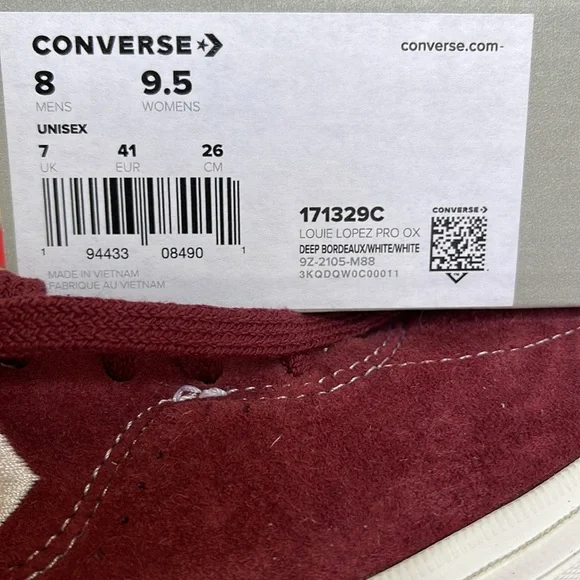 CONVERSE
converse.com-
8 9.5
MENS WOMENS
UNISEX
7 41 26
UK EUR CM
1 94433 08490 1
171329C
LOUIE LOPEZ PRO OX
DEEP BORDEAUX/WHITE/WHITE
9Z-2105-M88
3KQDQW0C00011
CONVERSE
MADE IN VIETNAM
FABRIQUE AU VIETNAM